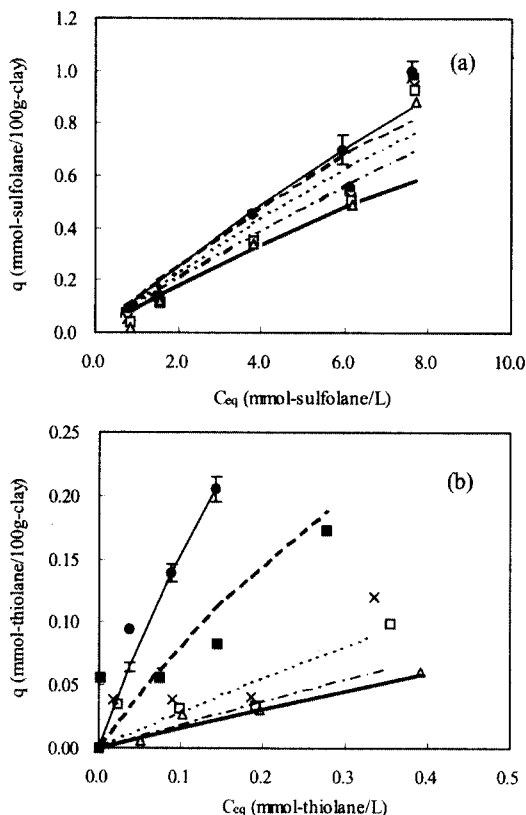 (a)
q (mmol-sulfolane/100g-clay)
1.2
1.0
0.8
0.6
0.4
0.2
0.0
0.0 2.0 4.0 6.0 8.0 10.0
Ceq (mmol-sulfolane/L)
(b)
q (mmol-thiolane/100g-clay)
0.25
0.20
0.15
0.10
0.05
0.00
0.0 0.1 0.2 0.3 0.4 0.5
Ceq (mmol-thiolane/L)